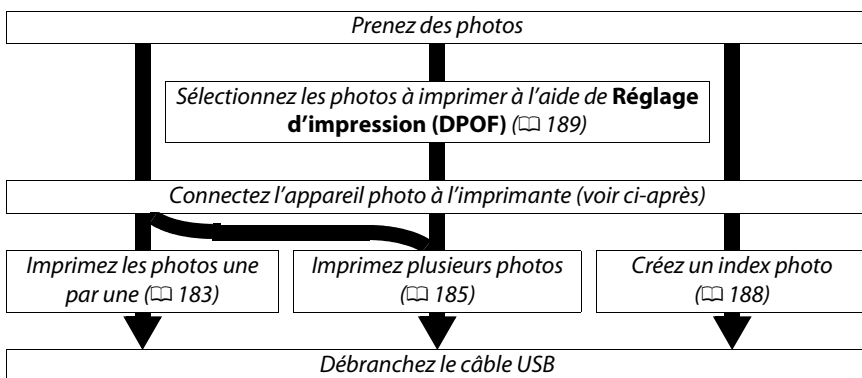 Prenez des photos
Sélectionnez les photos à imprimer à l’aide de Réglage
d’impression (DPOF) (📖 189)
Connectez l’appareil photo à l’imprimante (voir ci-après)
Imprimez les photos une
par une (📖 183)
Imprimez plusieurs photos
(📖 185)
Créez un index photo
(📖 188)
Débranchez le câble USB